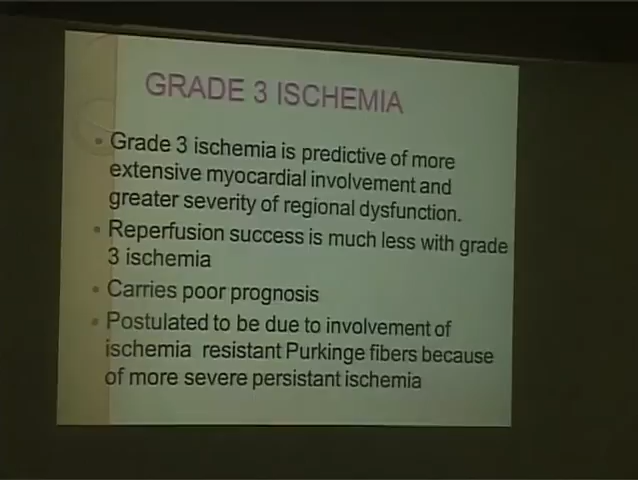 GRADE 3 ISCHEMIA
Grade 3 ischemia is predictive of more
extensive myocardial involvement and
greater severity of regional dysfunction.
Reperfusion success is much less with grade
3 ischemia
Carries poor prognosis
Postulated to be due to involvement of
ischemia resistant Purkinge fibers because
of more severe persistant ischemia